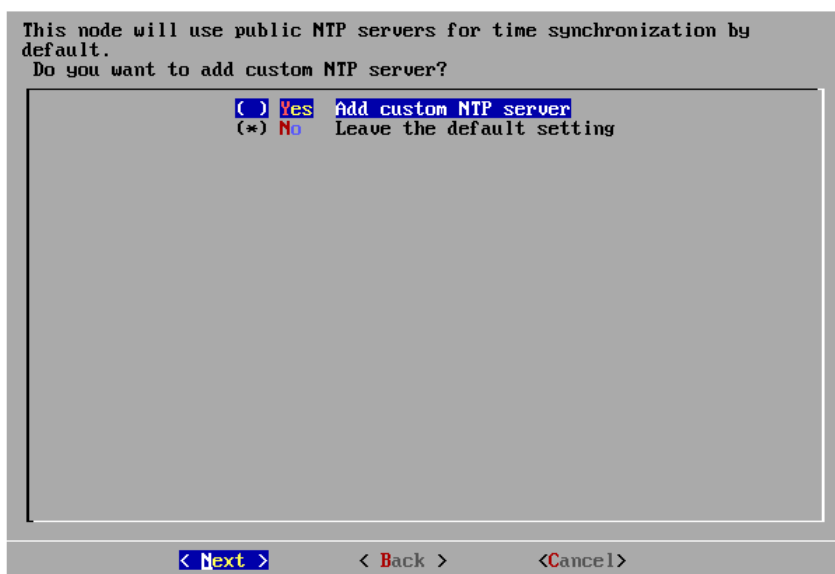 This node will use public NTP servers for time synchronization by
default.
Do you want to add custom NTP server?
( ) Yes Add custom NTP server
(*) No Leave the default setting
< Next > < Back > <Cancel>